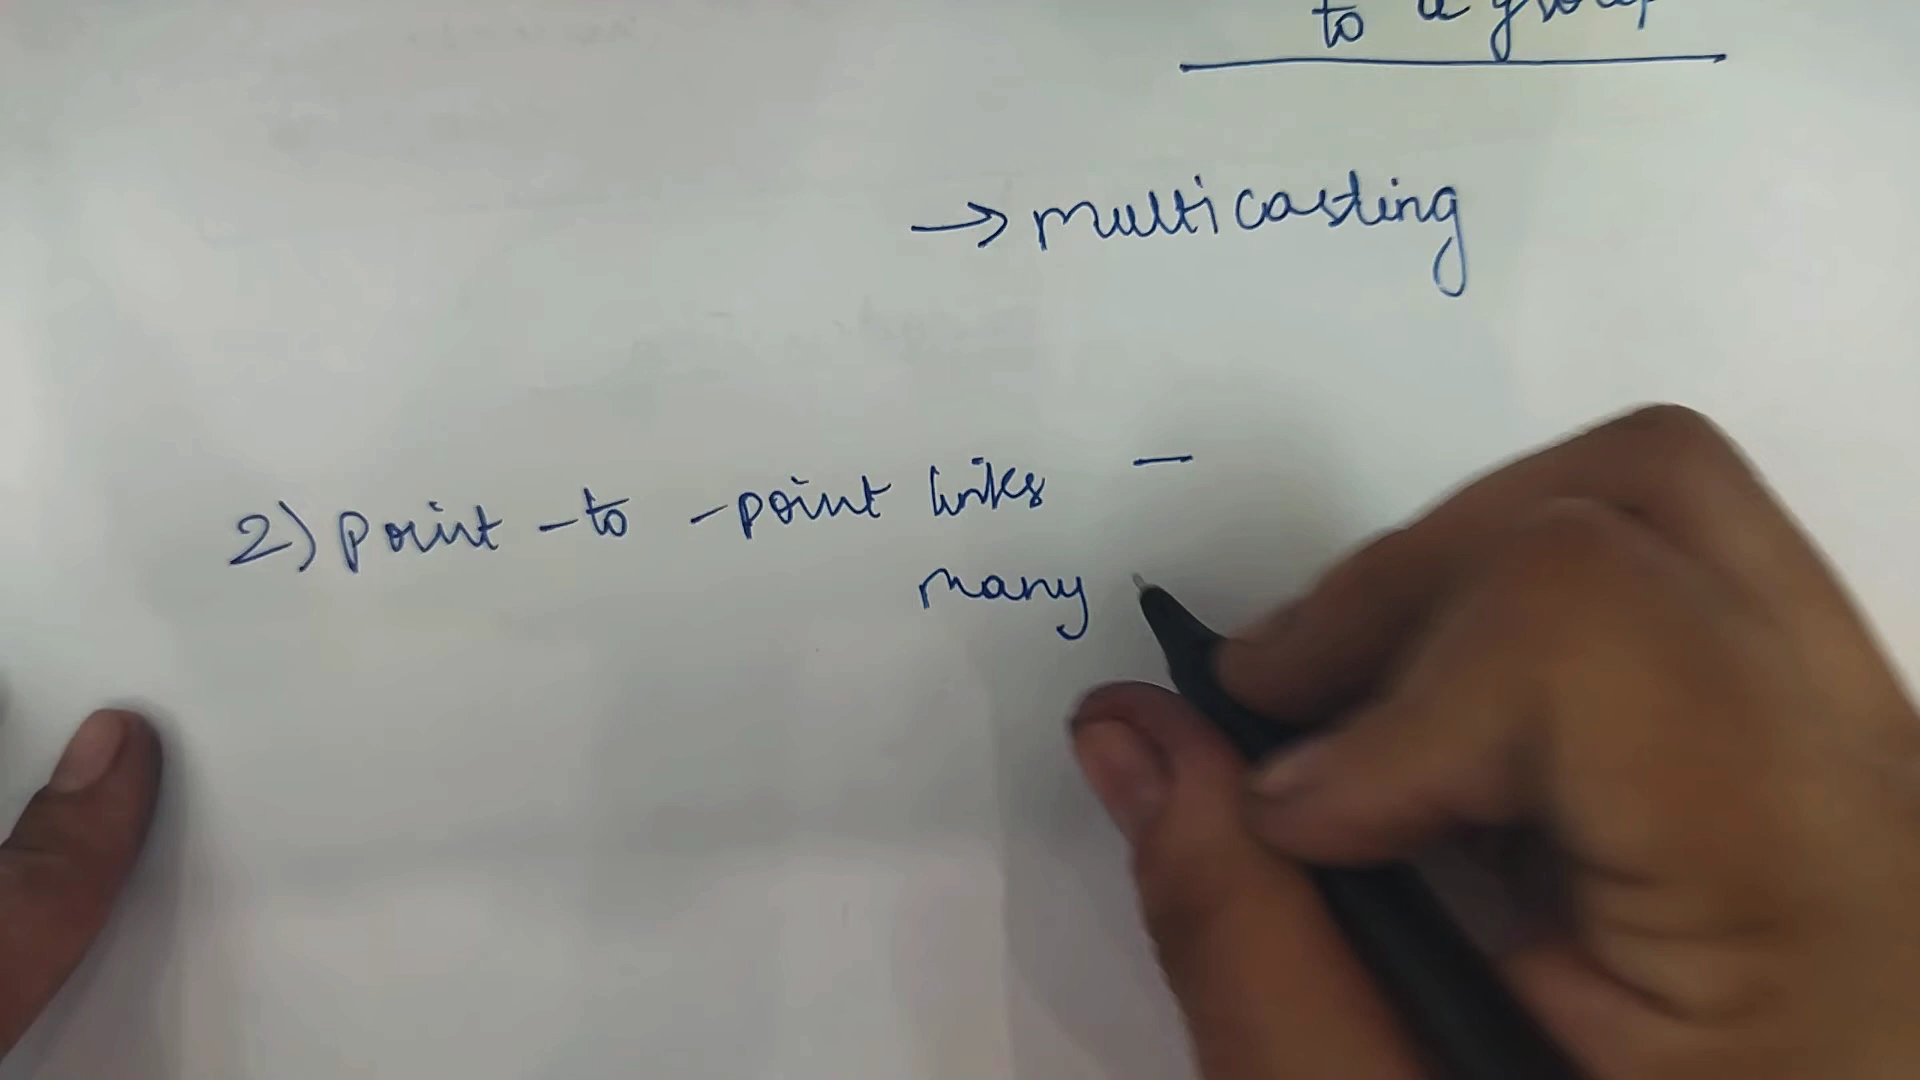 to a group
→ multicasting
2) point - to - point links –
many